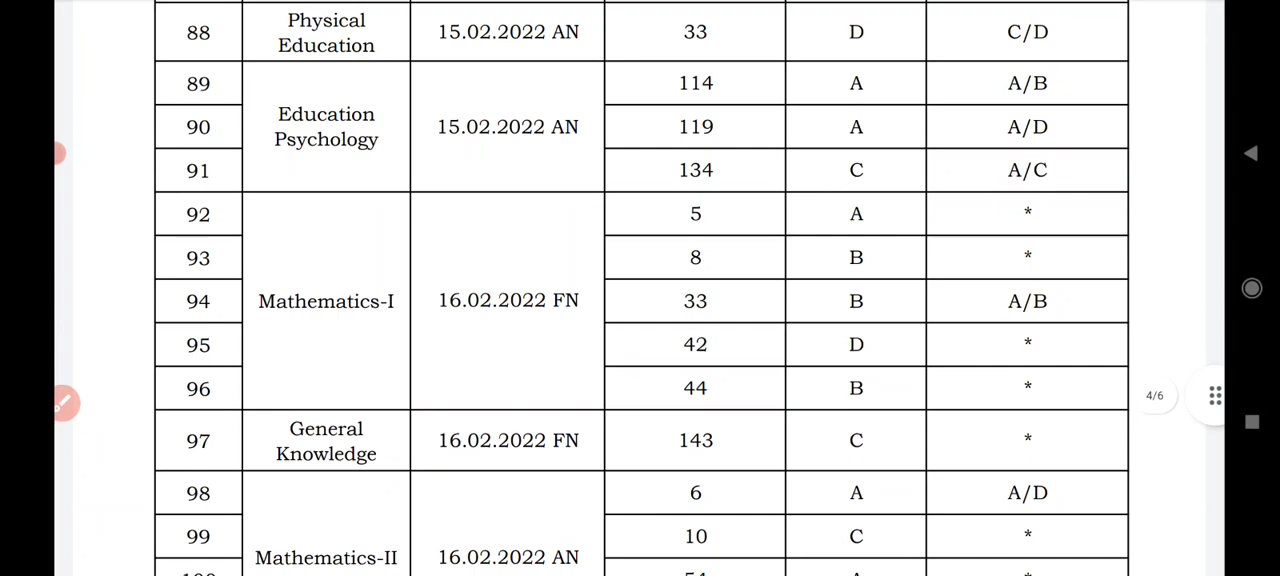 88 Physical Education 15.02.2022 AN 33 D C/D
89 Education Psychology 15.02.2022 AN 114 A A/B
90 119 A A/D
91 134 C A/C
92 Mathematics-I 16.02.2022 FN 5 A *
93 8 B *
94 33 B A/B
95 42 D *
96 44 B *
4/6
97 General Knowledge 16.02.2022 FN 143 C *
98 Mathematics-II 16.02.2022 AN 6 A A/D
99 10 C *